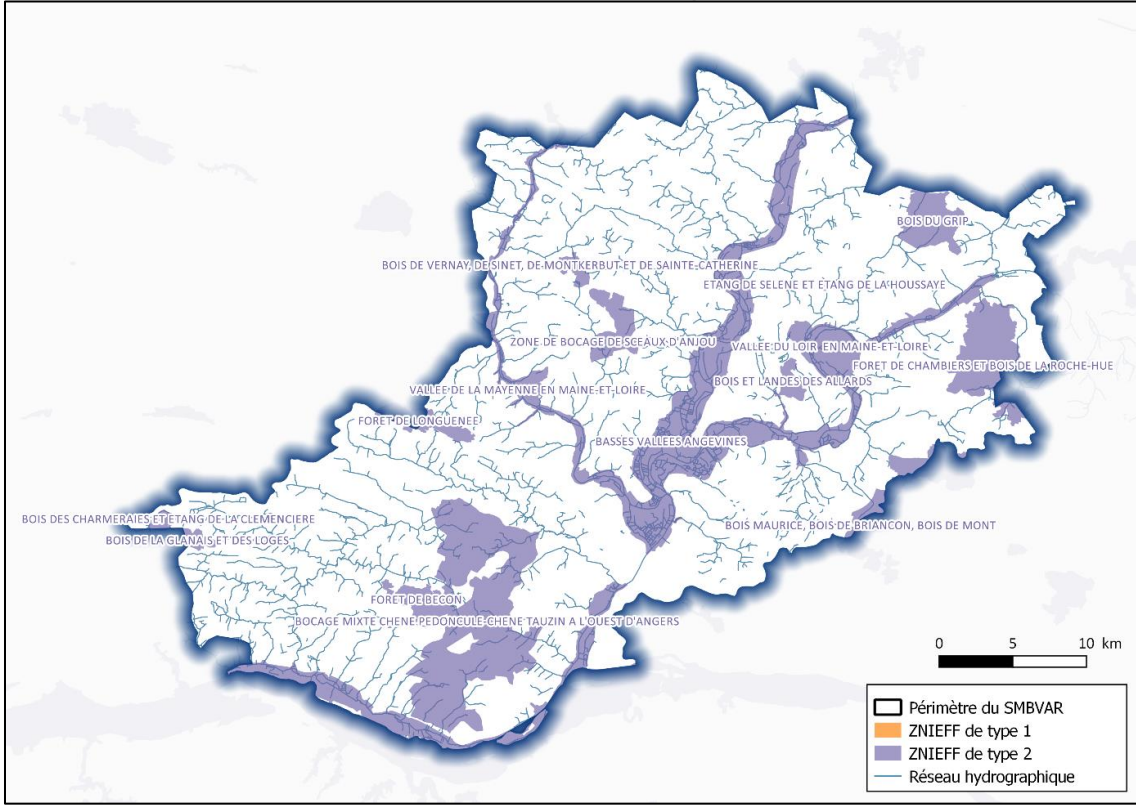 BOIS DU GRIP
BOIS DE VERNAY, DE SINET, DE MONTKERBUT ET DE SAINTE-CATHERINE
ETANG DE SELENE ET ETANG DE LA HOUSSAYE
ZONE DE BOCAGE DE SCEAUX D'ANJOU
VALLEE DU LOIR EN MAINE-ET-LOIRE
FORET DE CHAMBIERS ET BOIS DE LA ROCHE-HUE
BOIS ET LANDES DES ALLARDS
VALLEE DE LA MAYENNE EN MAINE-ET-LOIRE
FORET DE LONGUENEE
BASSES VALLEES ANGEVINES
BOIS DES CHARMERAIES ET ETANG DE LA CLEMENCIERE
BOIS MAURICE, BOIS DE BRIANCON, BOIS DE MONT
BOIS DE LA GLANAIS ET DES LOGES
FORET DE BECON
BOCAGE MIXTE CHENE PEDONCULE-CHENE TAUZIN A L'OUEST D'ANGERS
0 5 10 km
Périmètre du SMBVAR
ZNIEFF de type 1
ZNIEFF de type 2
Réseau hydrographique